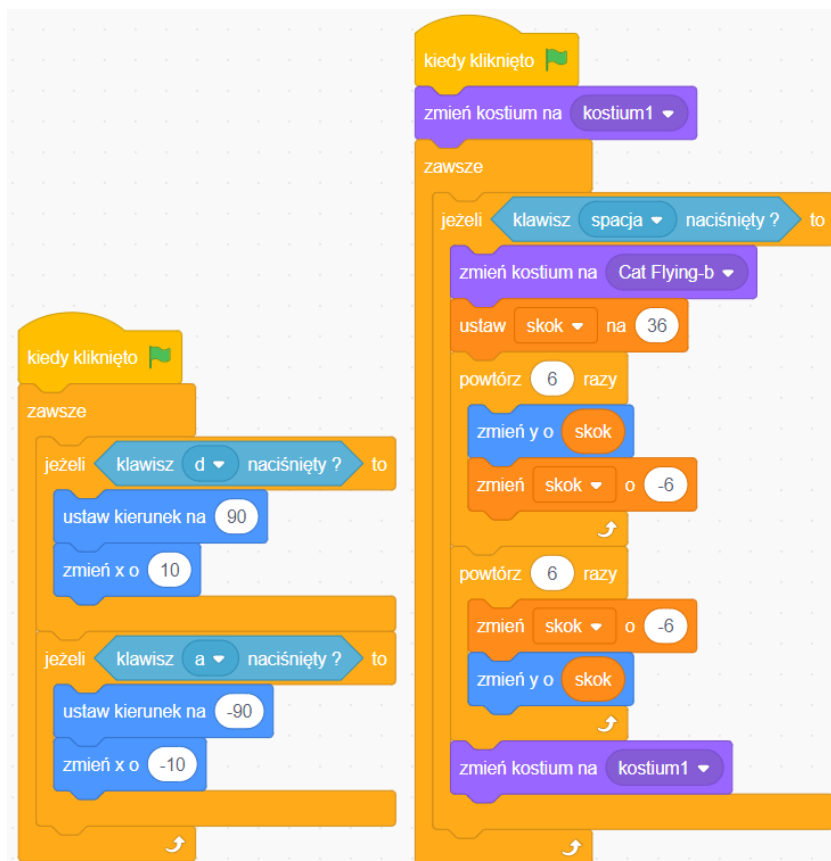 kiedy kliknięto
zawsze
jeżeli klawisz d naciśnięty ? to
ustaw kierunek na 90
zmień x o 10
jeżeli klawisz a naciśnięty ? to
ustaw kierunek na -90
zmień x o -10
kiedy kliknięto
zmień kostium na kostium1
zawsze
jeżeli klawisz spacja naciśnięty ? to
zmień kostium na Cat Flying-b
ustaw skok na 36
powtórz 6 razy
zmień y o skok
zmień skok o -6
powtórz 6 razy
zmień skok o -6
zmień y o skok
zmień kostium na kostium1